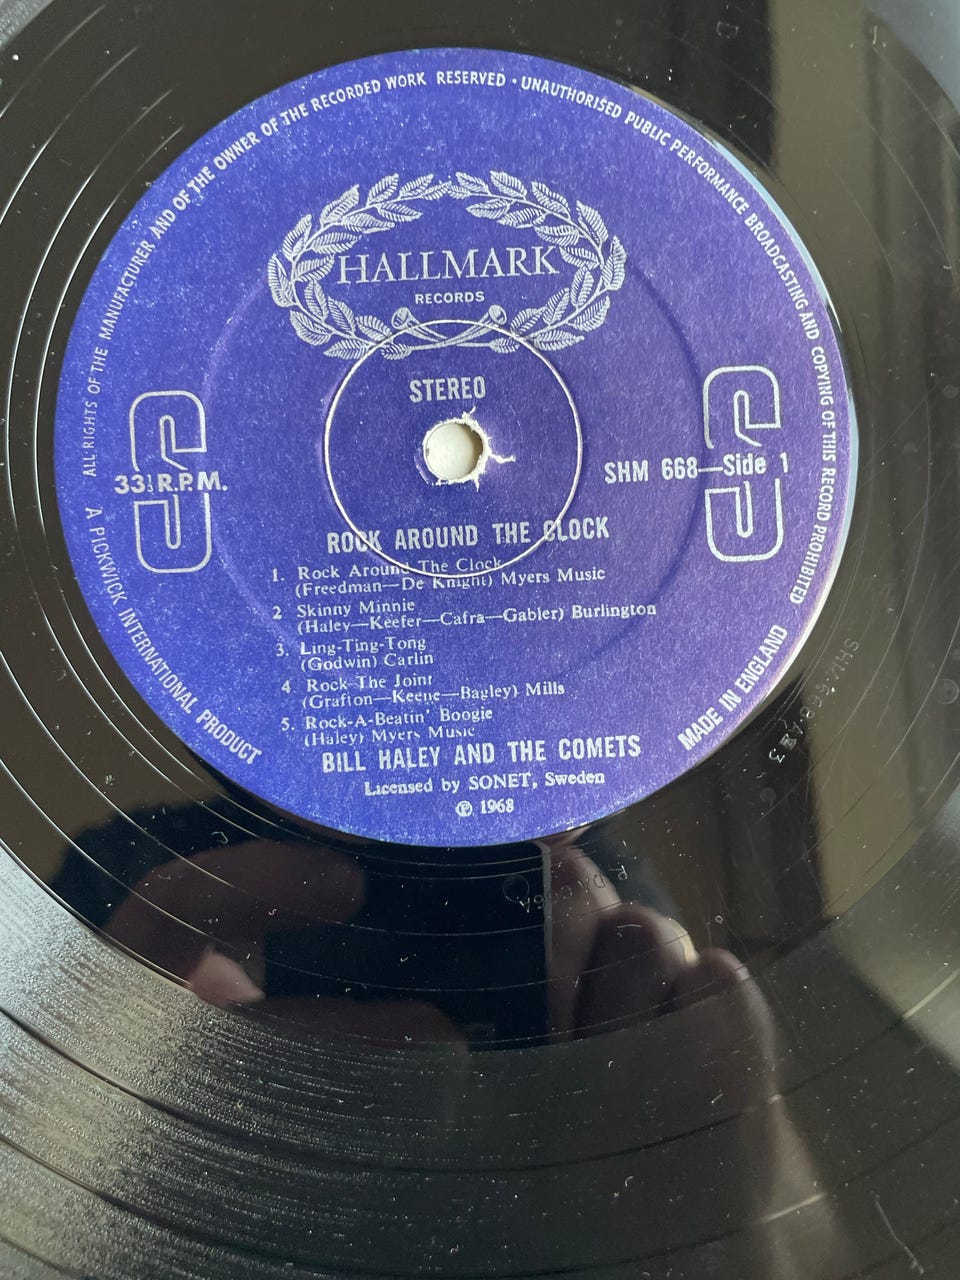 ALL RIGHTS OF THE MANUFACTURER AND OF THE OWNER OF THE RECORDED WORK RESERVED · UNAUTHORISED PUBLIC PERFORMANCE BROADCASTING AND COPYING OF THIS RECORD PROHIBITED
HALLMARK
RECORDS
STEREO
S
S
33⅓ R.P.M.
SHM 668—Side 1
ROCK AROUND THE CLOCK
1. Rock Around The Clock
(Freedman—De Knight) Myers Music
2 Skinny Minnie
(Haley—Keefer—Cafra—Gabler) Burlington
3. Ling-Ting-Tong
(Godwin) Carlin
4 Rock The Joint
(Grafton—Keene—Bagley) Mills
5. Rock-A-Beatin' Boogie
(Haley) Myers Music
BILL HALEY AND THE COMETS
Licensed by SONET, Sweden
℗ 1968
A PICKWICK INTERNATIONAL PRODUCT
MADE IN ENGLAND